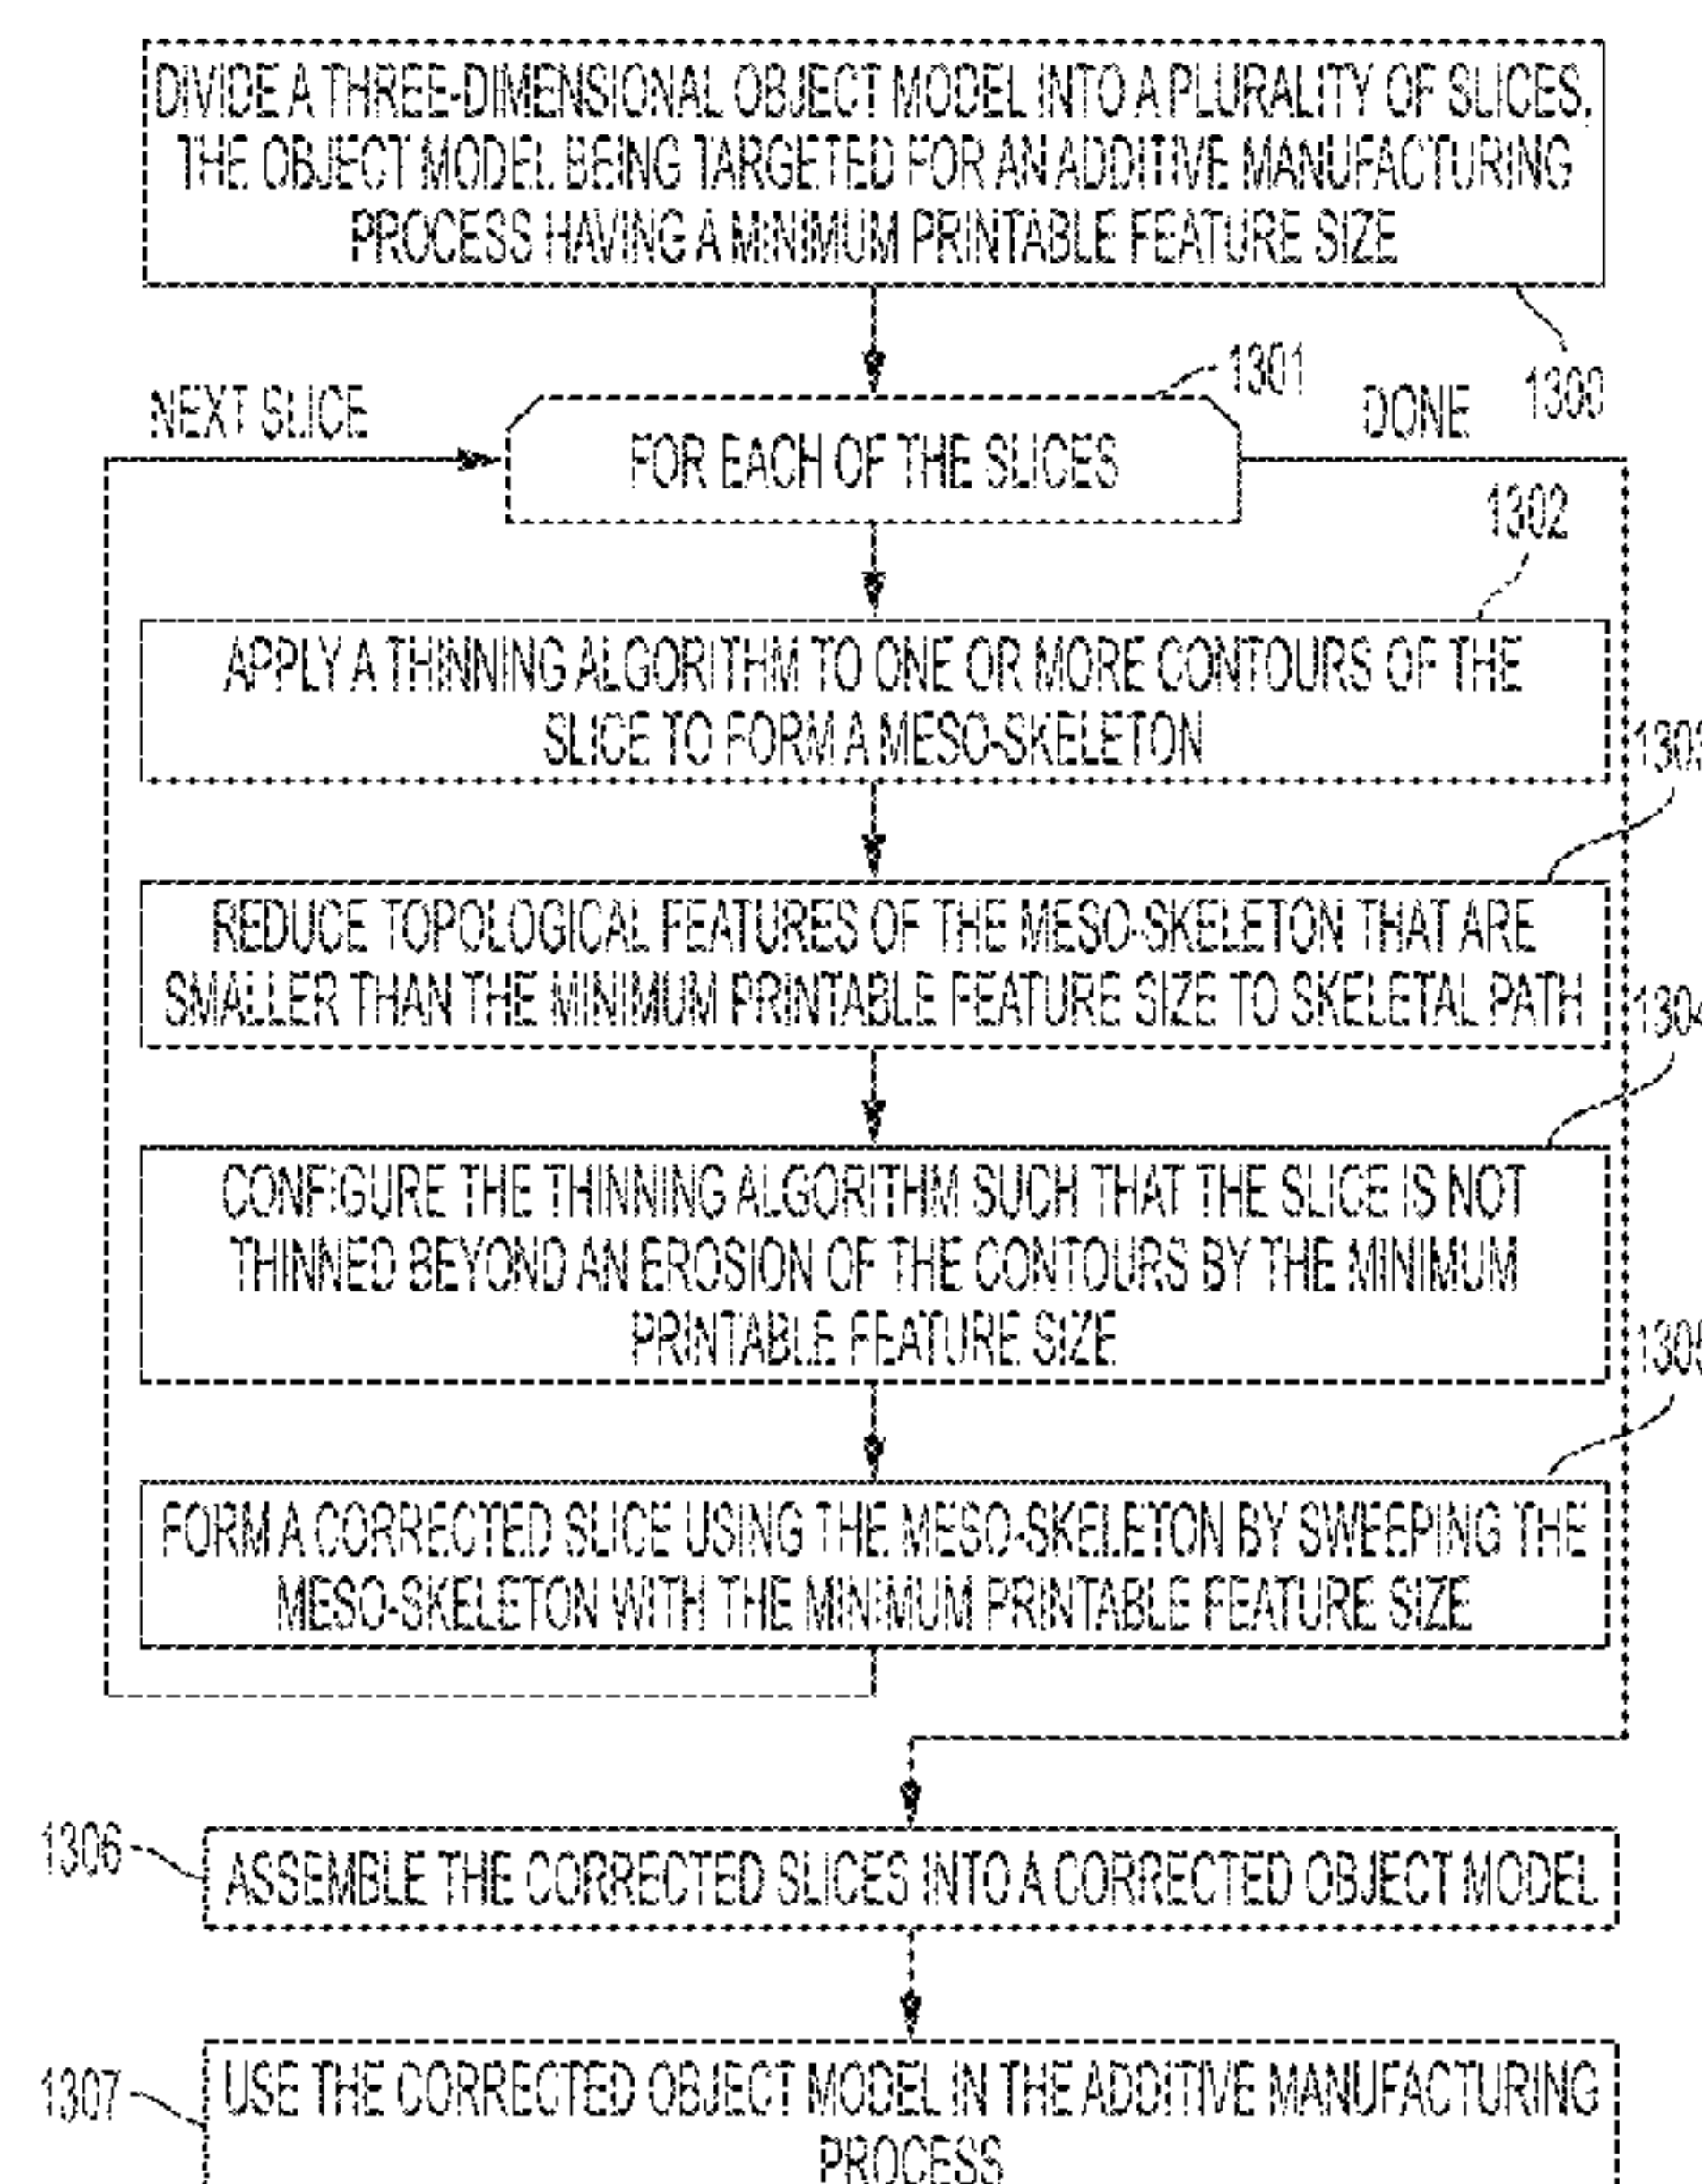 DIVIDE A THREE-DIMENSIONAL OBJECT MODEL INTO A PLURALITY OF SLICES,
THE OBJECT MODEL BEING TARGETED FOR AN ADDITIVE MANUFACTURING
PROCESS HAVING A MINIMUM PRINTABLE FEATURE SIZE
1300
1301
NEXT SLICE
DONE
FOR EACH OF THE SLICES
1302
APPLY A THINNING ALGORITHM TO ONE OR MORE CONTOURS OF THE
SLICE TO FORM A MESO-SKELETON
1303
REDUCE TOPOLOGICAL FEATURES OF THE MESO-SKELETON THAT ARE
SMALLER THAN THE MINIMUM PRINTABLE FEATURE SIZE TO SKELETAL PATH
1304
CONFIGURE THE THINNING ALGORITHM SUCH THAT THE SLICE IS NOT
THINNED BEYOND AN EROSION OF THE CONTOURS BY THE MINIMUM
PRINTABLE FEATURE SIZE
1305
FORM A CORRECTED SLICE USING THE MESO-SKELETON BY SWEEPING THE
MESO-SKELETON WITH THE MINIMUM PRINTABLE FEATURE SIZE
1306
ASSEMBLE THE CORRECTED SLICES INTO A CORRECTED OBJECT MODEL
1307
USE THE CORRECTED OBJECT MODEL IN THE ADDITIVE MANUFACTURING
PROCESS